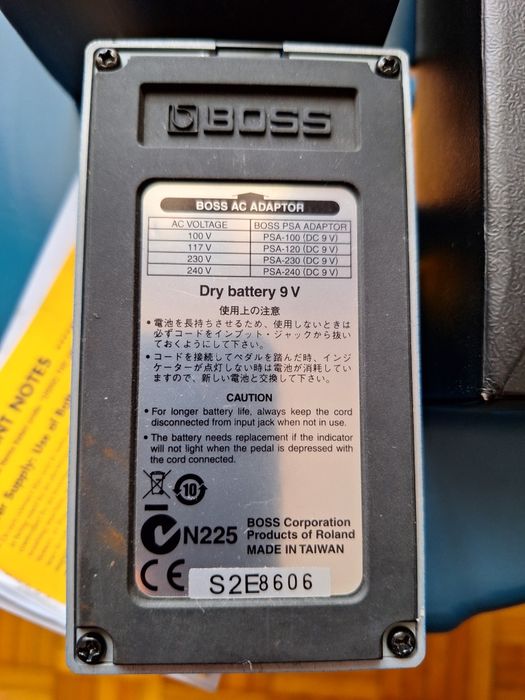 BOSS
BOSS AC ADAPTOR
AC VOLTAGE BOSS PSA ADAPTOR
100 V PSA-100 (DC 9 V)
117 V PSA-120 (DC 9 V)
230 V PSA-230 (DC 9 V)
240 V PSA-240 (DC 9 V)
Dry battery 9 V
使用上の注意
• 電池を長持ちさせるため、使用しないときは
必ずコードをインプット・ジャックから抜い
ておくようにして下さい。
• コードを接続してペダルを踏んだ時、インジ
ケーターが点灯しない時は電池が消耗していま
すので、新しい電池と交換して下さい。
CAUTION
• For longer battery life, always keep the cord
disconnected from input jack when not in use.
• The battery needs replacement if the indicator
will not light when the pedal is depressed with
the cord connected.
10
N225
BOSS Corporation
Products of Roland
MADE IN TAIWAN
CE
S2E8606
NT NOTES
Supply: Use of Batt